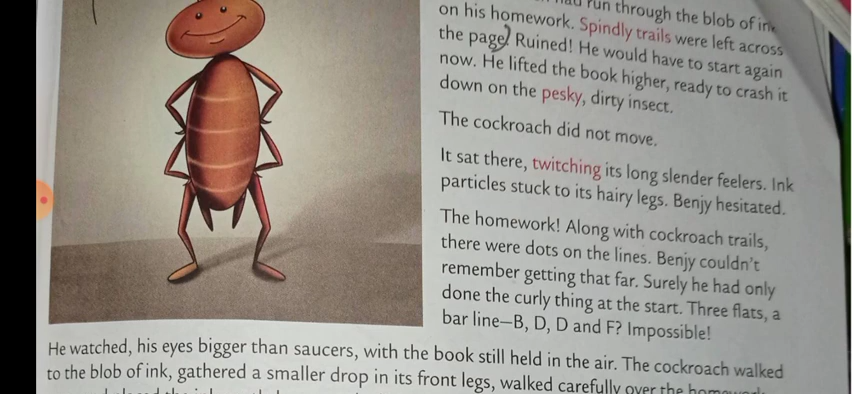 run through the blob of ink
on his homework. Spindly trails were left across
the page. Ruined! He would have to start again
now. He lifted the book higher, ready to crash it
down on the pesky, dirty insect.
The cockroach did not move.
It sat there, twitching its long slender feelers. Ink
particles stuck to its hairy legs. Benjy hesitated.
The homework! Along with cockroach trails,
there were dots on the lines. Benjy couldn't
remember getting that far. Surely he had only
done the curly thing at the start. Three flats, a
bar line—B, D, D and F? Impossible!
He watched, his eyes bigger than saucers, with the book still held in the air. The cockroach walked
to the blob of ink, gathered a smaller drop in its front legs, walked carefully over the